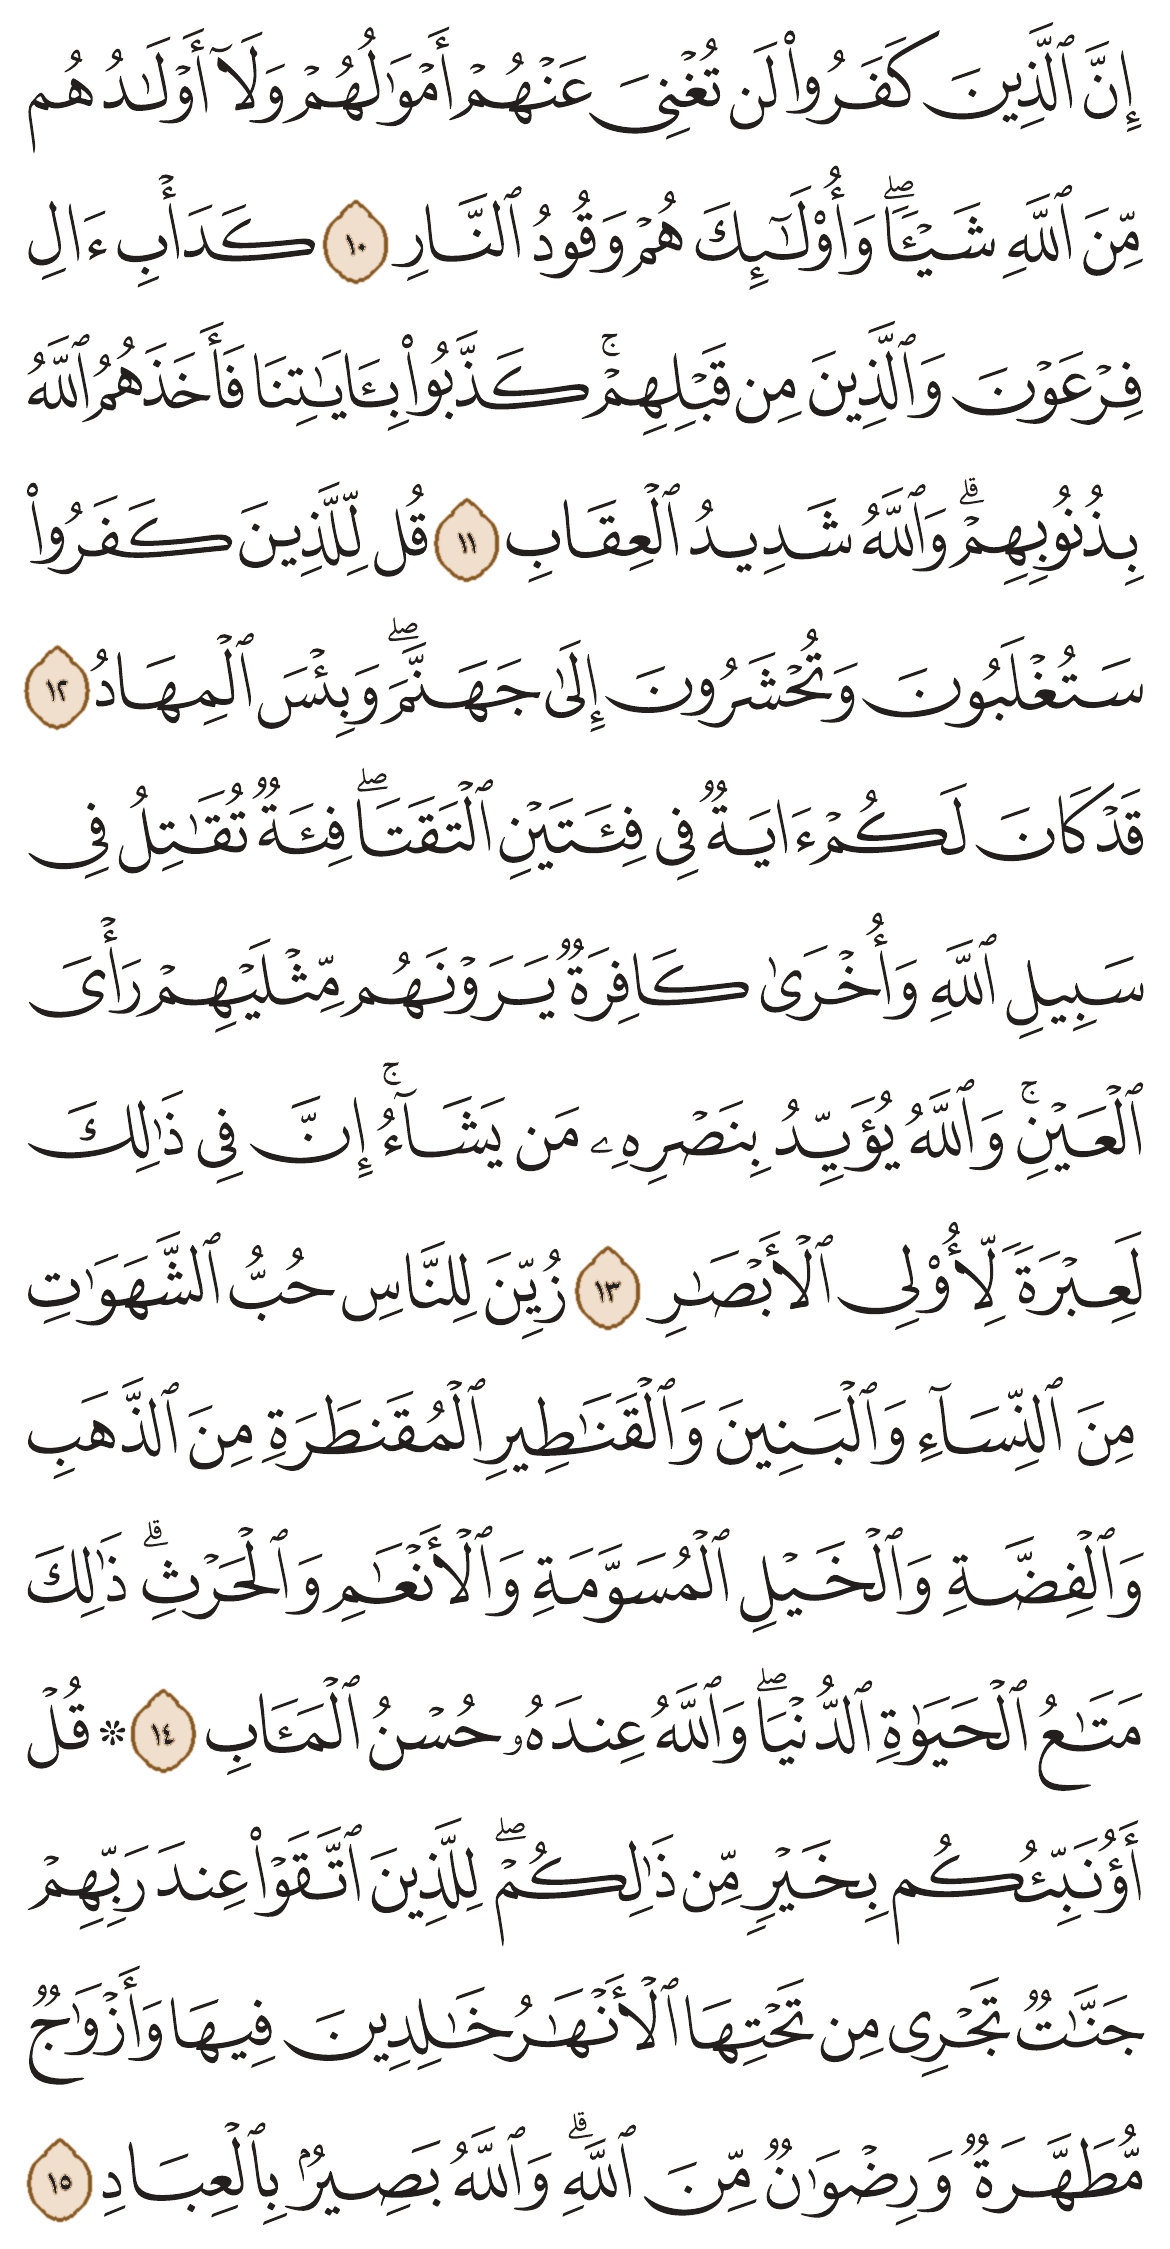 إِنَّ ٱلَّذِينَ كَفَرُوا۟ لَن تُغْنِىَ عَنْهُمْ أَمْوَٰلُهُمْ وَلَآ أَوْلَـٰدُهُم
مِّنَ ٱللَّهِ شَيْـًٔا ۖ وَأُو۟لَـٰٓئِكَ هُمْ وَقُودُ ٱلنَّارِ ١٠ كَدَأْبِ ءَالِ
فِرْعَوْنَ وَٱلَّذِينَ مِن قَبْلِهِمْ ۚ كَذَّبُوا۟ بِـَٔايَـٰتِنَا فَأَخَذَهُمُ ٱللَّهُ
بِذُنُوبِهِمْ ۗ وَٱللَّهُ شَدِيدُ ٱلْعِقَابِ ١١ قُل لِّلَّذِينَ كَفَرُوا۟
سَتُغْلَبُونَ وَتُحْشَرُونَ إِلَىٰ جَهَنَّمَ ۖ وَبِئْسَ ٱلْمِهَادُ ١٢
قَدْ كَانَ لَكُمْ ءَايَةٌ فِى فِئَتَيْنِ ٱلْتَقَتَا ۖ فِئَةٌ تُقَـٰتِلُ فِى
سَبِيلِ ٱللَّهِ وَأُخْرَىٰ كَافِرَةٌ يَرَوْنَهُم مِّثْلَيْهِمْ رَأْىَ
ٱلْعَيْنِ ۚ وَٱللَّهُ يُؤَيِّدُ بِنَصْرِهِۦ مَن يَشَآءُ ۚ إِنَّ فِى ذَٰلِكَ
لَعِبْرَةً لِّأُو۟لِى ٱلْأَبْصَـٰرِ ١٣ زُيِّنَ لِلنَّاسِ حُبُّ ٱلشَّهَوَٰتِ
مِنَ ٱلنِّسَآءِ وَٱلْبَنِينَ وَٱلْقَنَـٰطِيرِ ٱلْمُقَنطَرَةِ مِنَ ٱلذَّهَبِ
وَٱلْفِضَّةِ وَٱلْخَيْلِ ٱلْمُسَوَّمَةِ وَٱلْأَنْعَـٰمِ وَٱلْحَرْثِ ۗ ذَٰلِكَ
مَتَـٰعُ ٱلْحَيَوٰةِ ٱلدُّنْيَا ۖ وَٱللَّهُ عِندَهُۥ حُسْنُ ٱلْمَـَٔابِ ١٤ ۞ قُلْ
أَؤُنَبِّئُكُم بِخَيْرٍ مِّن ذَٰلِكُمْ ۖ لِلَّذِينَ ٱتَّقَوْا۟ عِندَ رَبِّهِمْ
جَنَّـٰتٌ تَجْرِى مِن تَحْتِهَا ٱلْأَنْهَـٰرُ خَـٰلِدِينَ فِيهَا وَأَزْوَٰجٌ
مُّطَهَّرَةٌ وَرِضْوَٰنٌ مِّنَ ٱللَّهِ ۗ وَٱللَّهُ بَصِيرٌۢ بِٱلْعِبَادِ ١٥